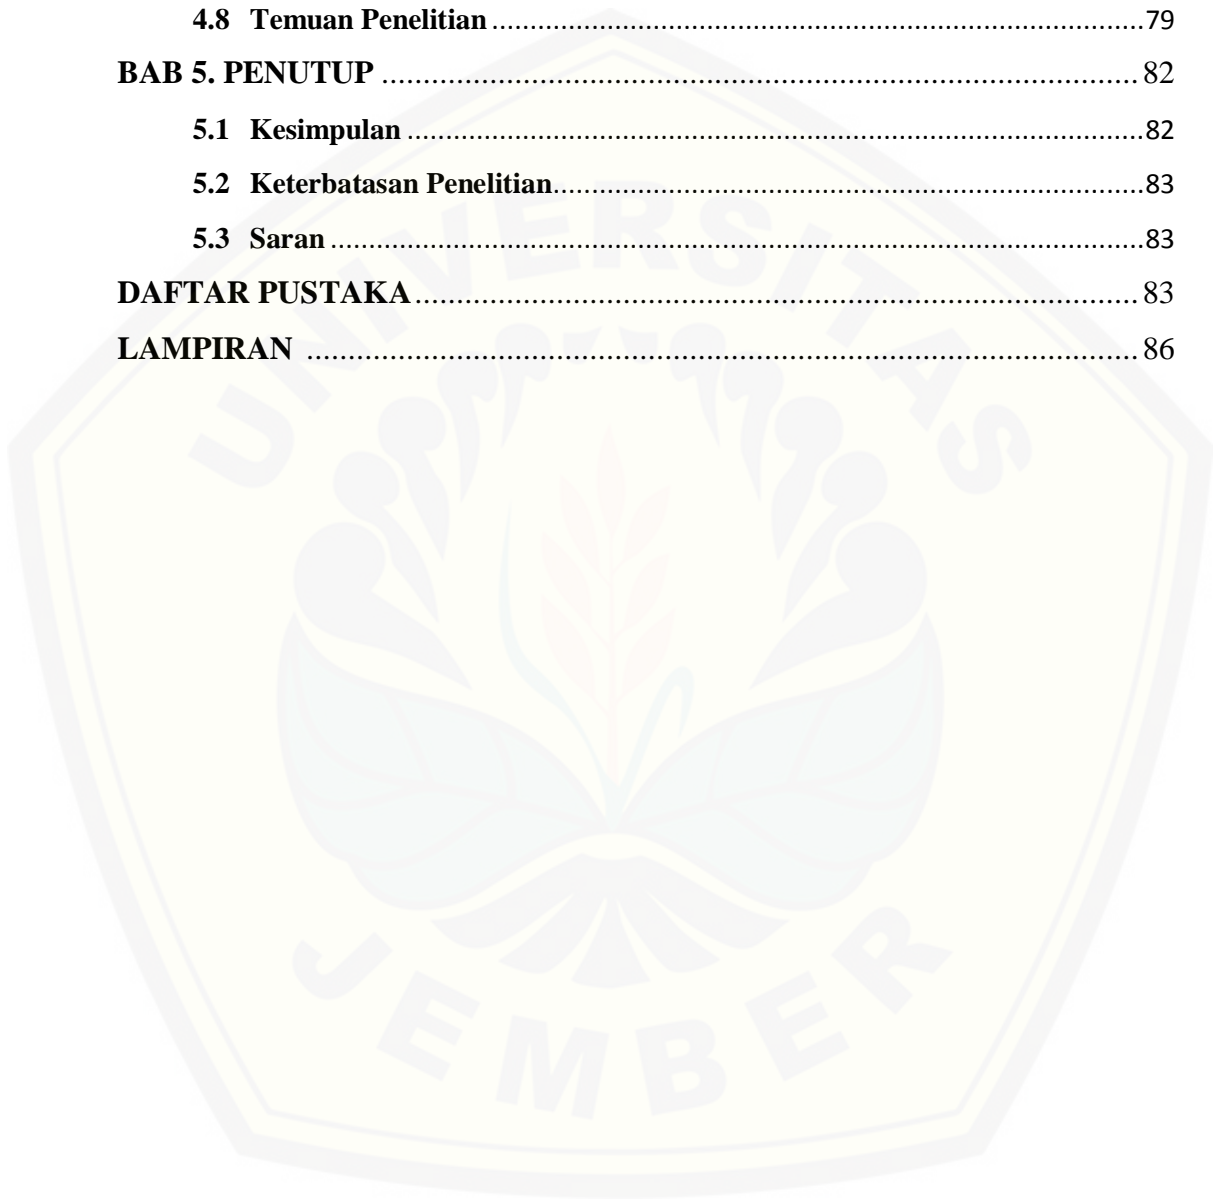 4.8 Temuan Penelitian ........................................................................................79
BAB 5. PENUTUP ...................................................................................................... 82
5.1 Kesimpulan ....................................................................................................82
5.2 Keterbatasan Penelitian................................................................................83
5.3 Saran ..............................................................................................................83
DAFTAR PUSTAKA.................................................................................................. 83
LAMPIRAN ................................................................................................................ 86
UNIVERSITAS
JEMBER